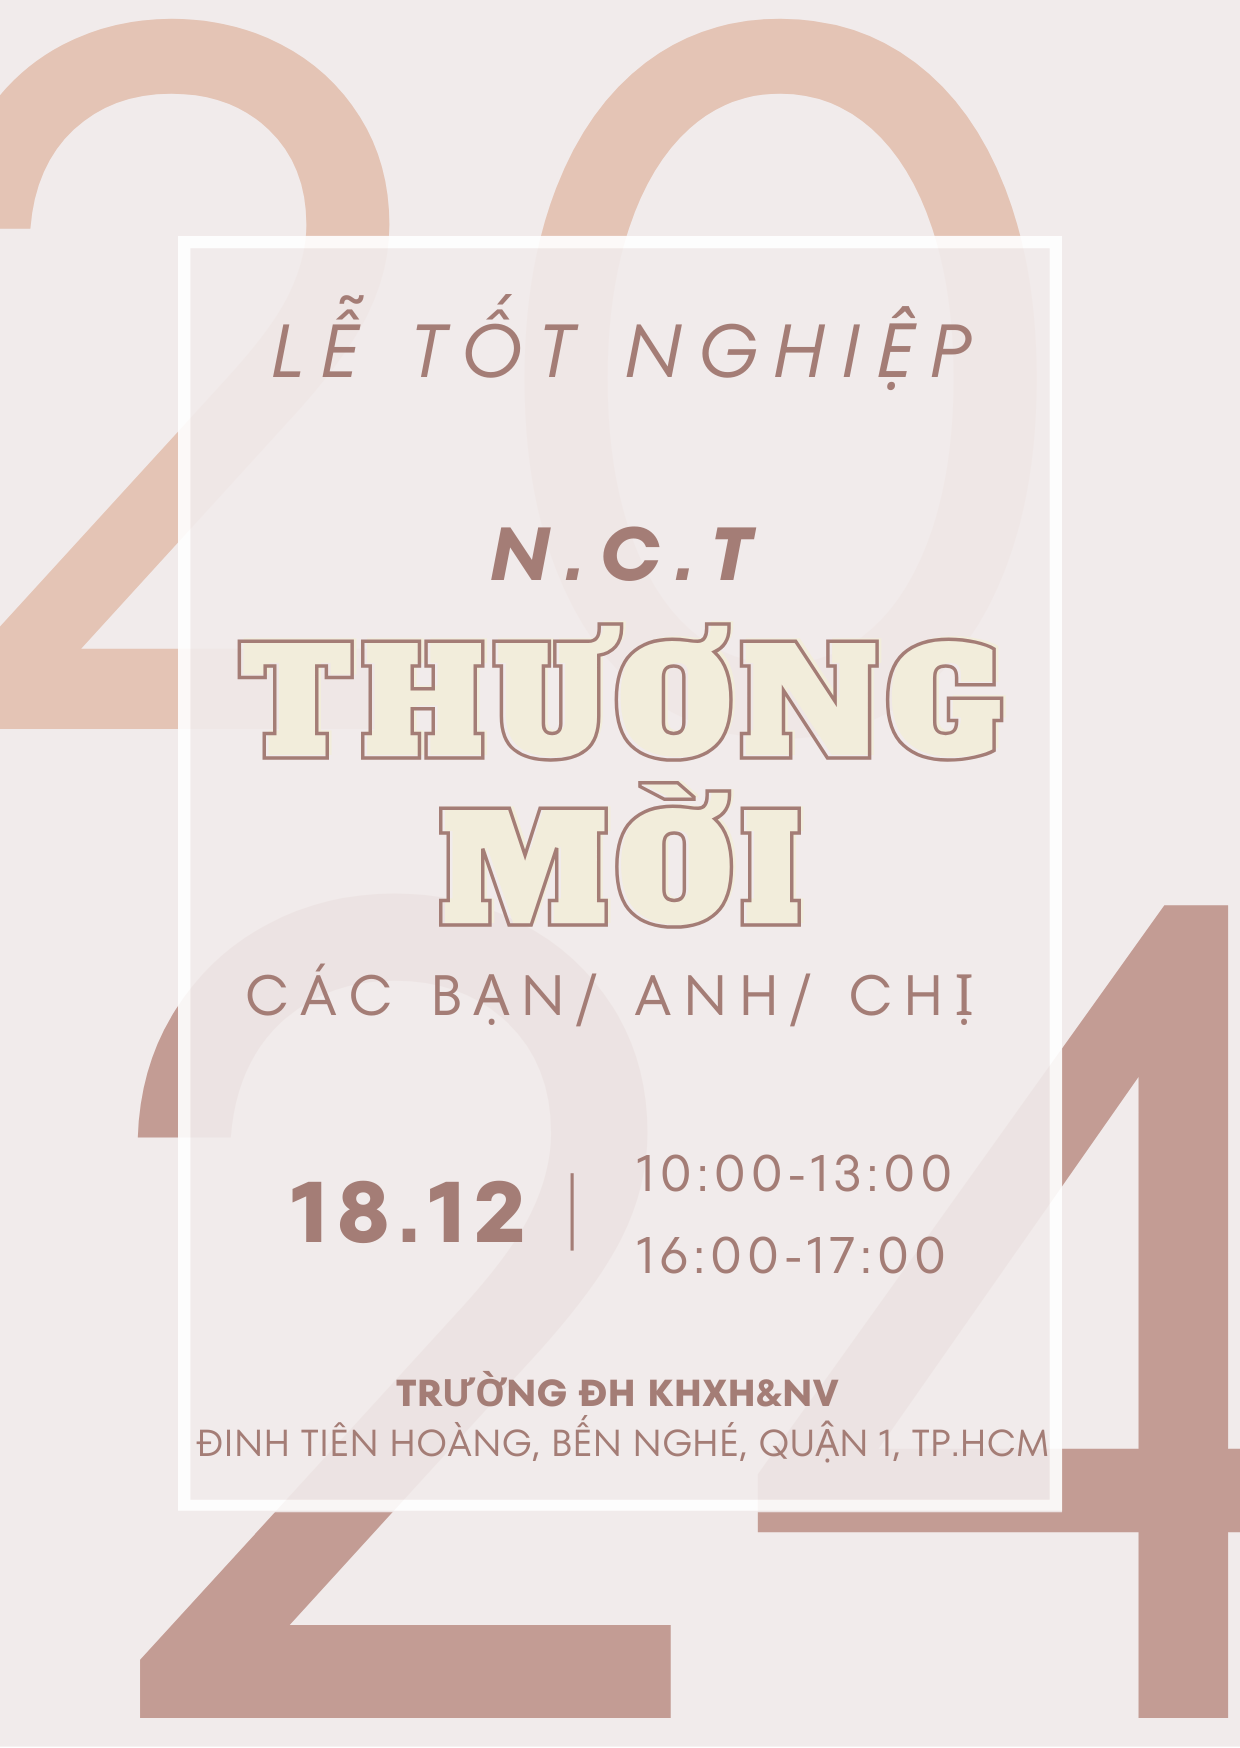 2024
LỄ TỐT NGHIỆP
N.C.T
THƯƠNG
MỜI
CÁC BẠN/ ANH/ CHỊ
18.12 | 10:00-13:00
16:00-17:00
TRƯỜNG ĐH KHXH&NV
ĐINH TIÊN HOÀNG, BẾN NGHÉ, QUẬN 1, TP.HCM